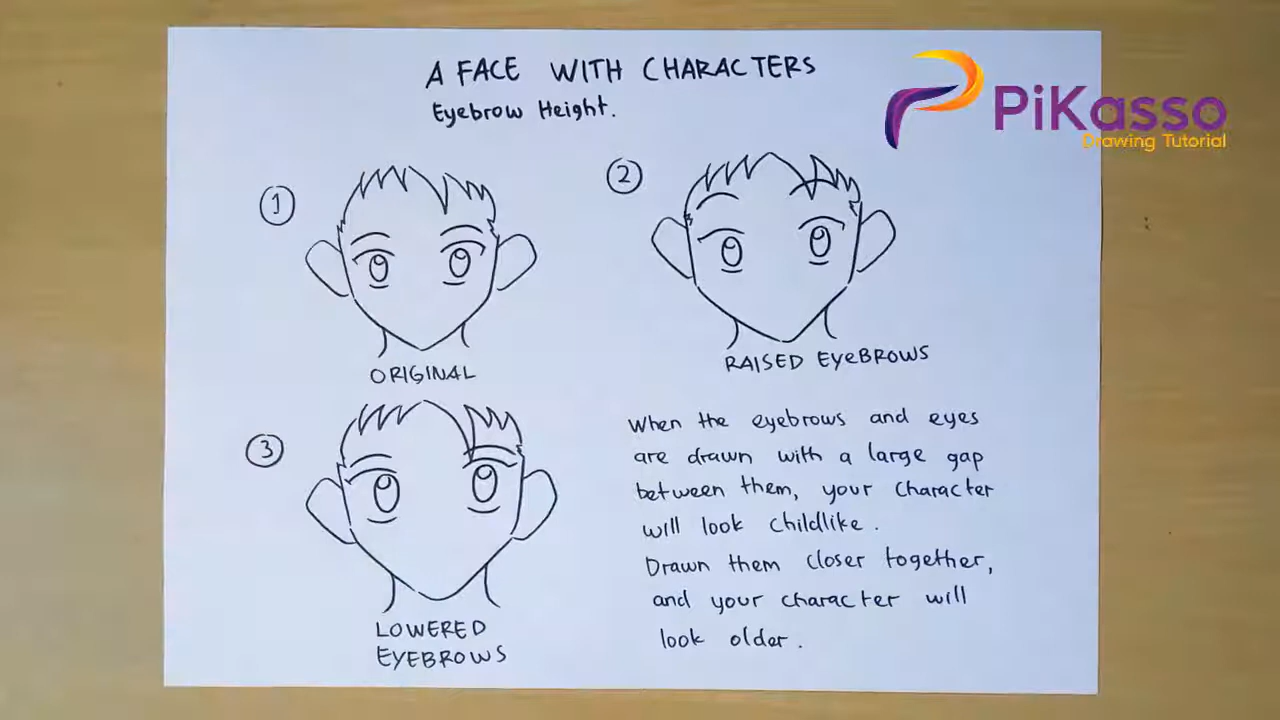 A FACE WITH CHARACTERS
Eyebrow Height.
PiKasso
Drawing Tutorial
1
ORIGINAL
2
RAISED EYEBROWS
3
LOWERED
EYEBROWS
When the eyebrows and eyes
are drawn with a large gap
between them, your character
will look childlike.
Drawn them closer together,
and your character will
look older.